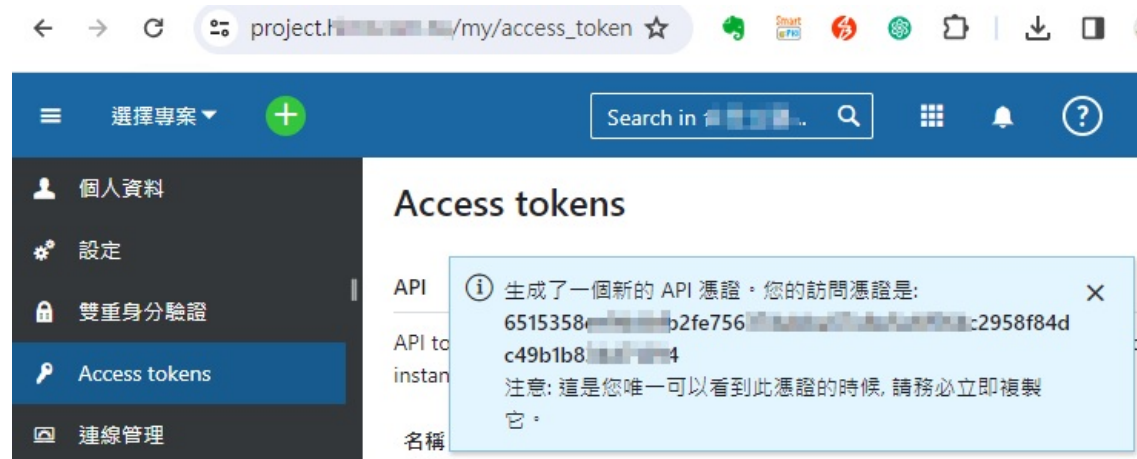 project.h /my/access_token
Smart
選擇專案
Search in ..
?
個人資料
Access tokens
設定
API
生成了一個新的 API 憑證。您的訪問憑證是:
雙重身分驗證
6515358 b2fe756 c2958f84d
API to
c49b1b8 4
Access tokens
instan
注意: 這是您唯一可以看到此憑證的時候, 請務必立即複製
它。
連線管理
名稱